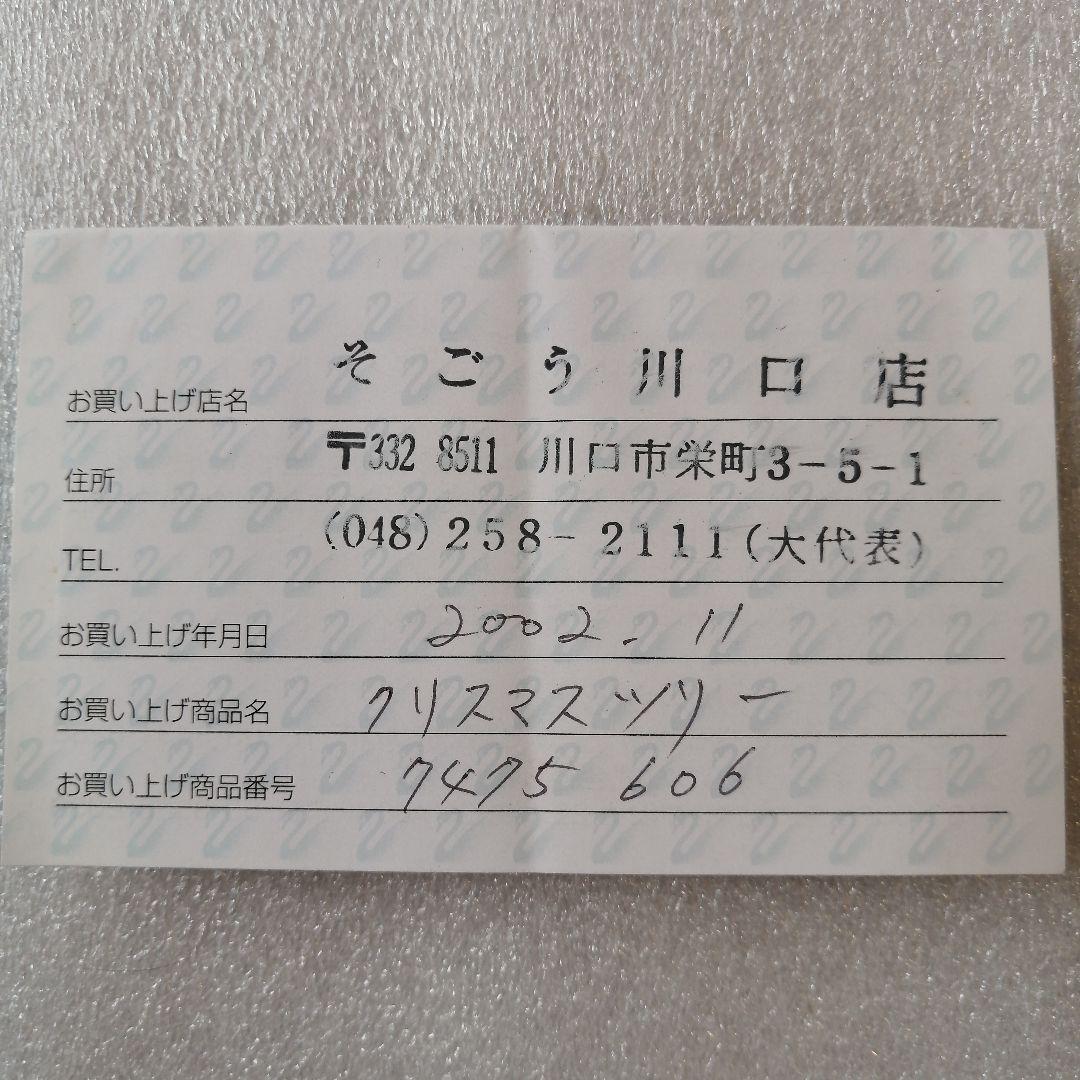 お買い上げ店名 そごう川口店
住所 〒332 8511 川口市栄町3-5-1
TEL. (048)258-2111(大代表)
お買い上げ年月日 2002.11
お買い上げ商品名 クリスマスツリー
お買い上げ商品番号 7475 606